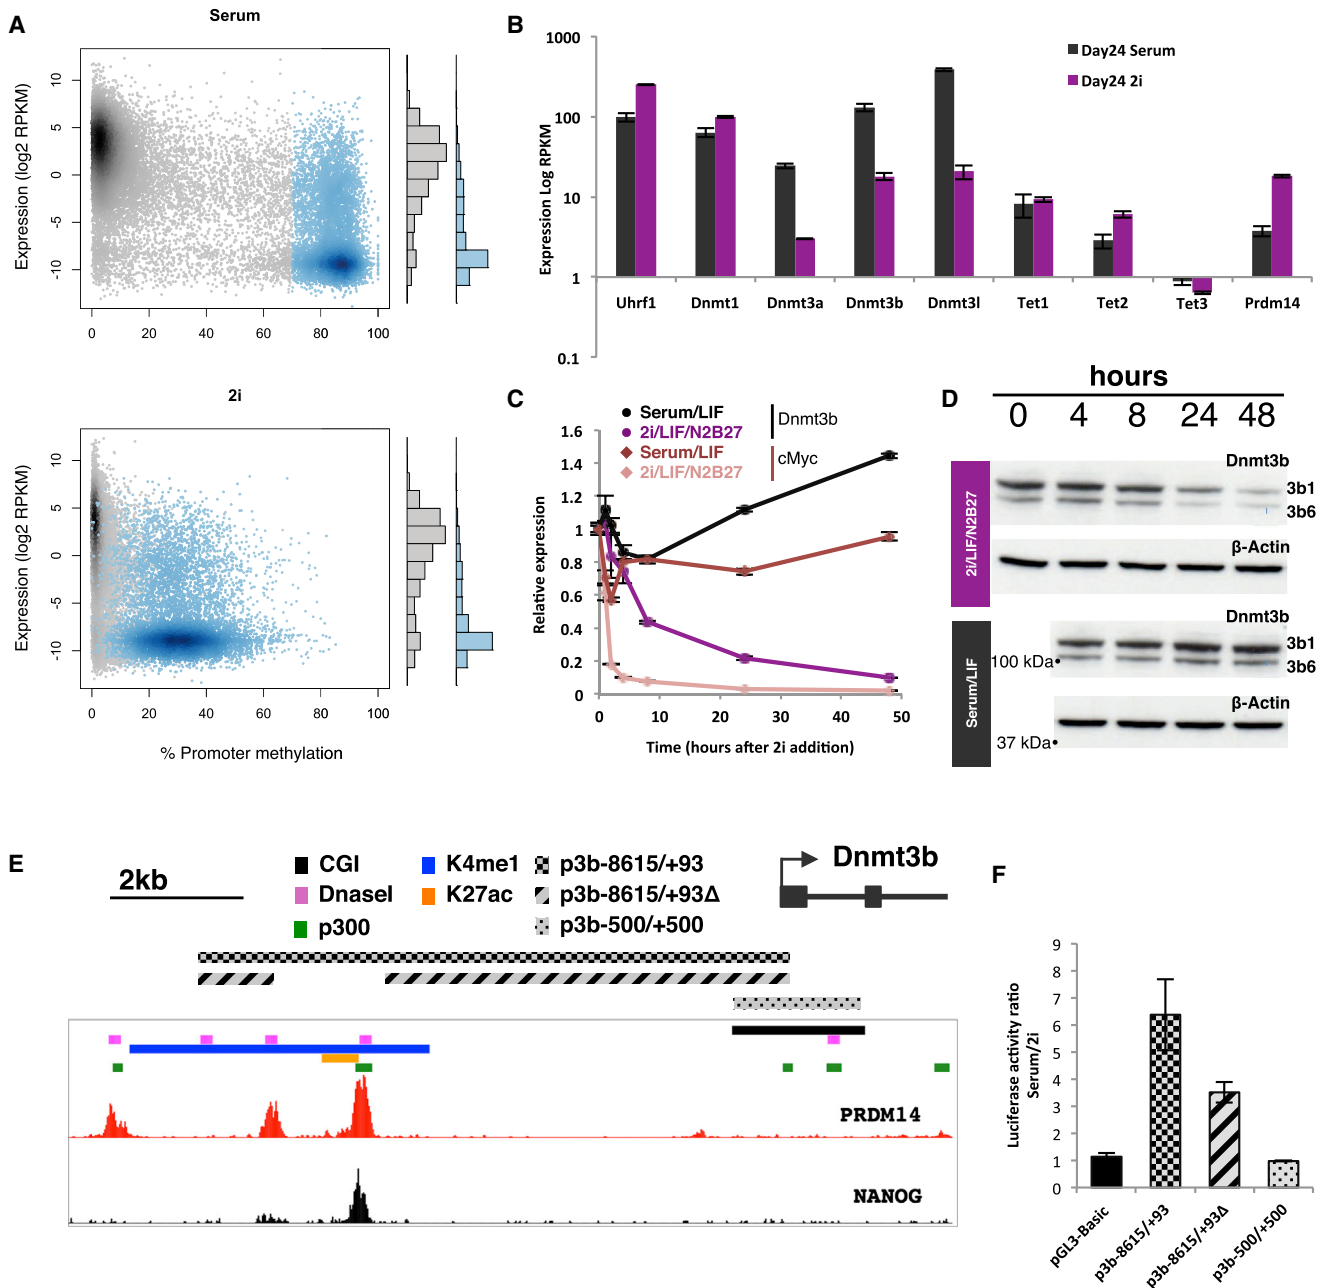 A
Serum
Expression (log2 RPKM)
10
5
0
-5
-10
0 20 40 60 80 100
2i
Expression (log2 RPKM)
10
5
0
-5
-10
0 20 40 60 80 100
% Promoter methylation
B
Expression Log RPKM
1000
100
10
1
0.1
Day24 Serum
Day24 2i
Uhrf1 Dnmt1 Dnmt3a Dnmt3b Dnmt3l Tet1 Tet2 Tet3 Prdm14
C
Serum/LIF
2i/LIF/N2B27
Dnmt3b
Serum/LIF
2i/LIF/N2B27
cMyc
Relative expression
1.6
1.4
1.2
1
0.8
0.6
0.4
0.2
0
0 10 20 30 40 50
Time (hours after 2i addition)
D
hours
0 4 8 24 48
2i/LIF/N2B27
Dnmt3b
3b1
3b6
β-Actin
Serum/LIF
Dnmt3b
3b1
3b6
100 kDa
β-Actin
37 kDa
E
2kb
CGI
DnaseI
p300
K4me1
K27ac
p3b-8615/+93
p3b-8615/+93Δ
p3b-500/+500
Dnmt3b
PRDM14
NANOG
F
Luciferase activity ratio
Serum/2i
9
8
7
6
5
4
3
2
1
0
pGL3-Basic
p3b-8615/+93
p3b-8615/+93Δ
p3b-500/+500